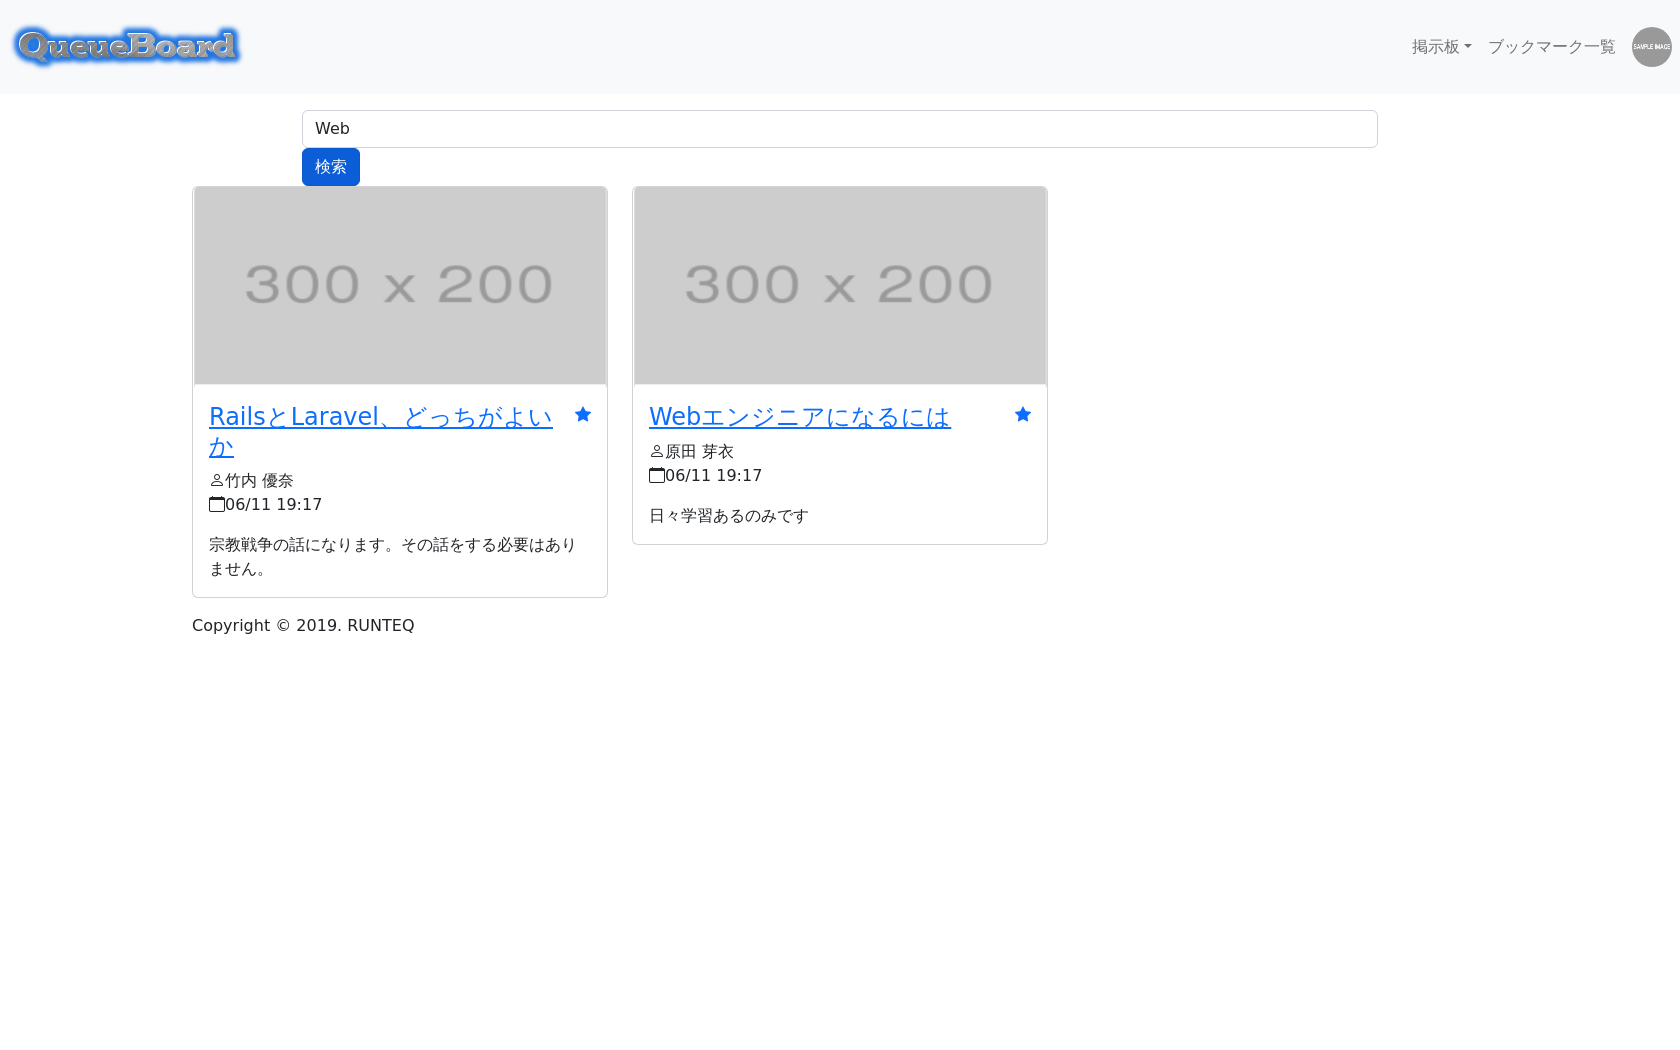 QueueBoard
掲示板
ブックマーク一覧
SAMPLE IMAGE
Web
検索
300 x 200
RailsとLaravel、どっちがよい
か
竹内 優奈
06/11 19:17
宗教戦争の話になります。その話をする必要はあり
ません。
300 x 200
Webエンジニアになるには
原田 芽衣
06/11 19:17
日々学習あるのみです
Copyright © 2019. RUNTEQ